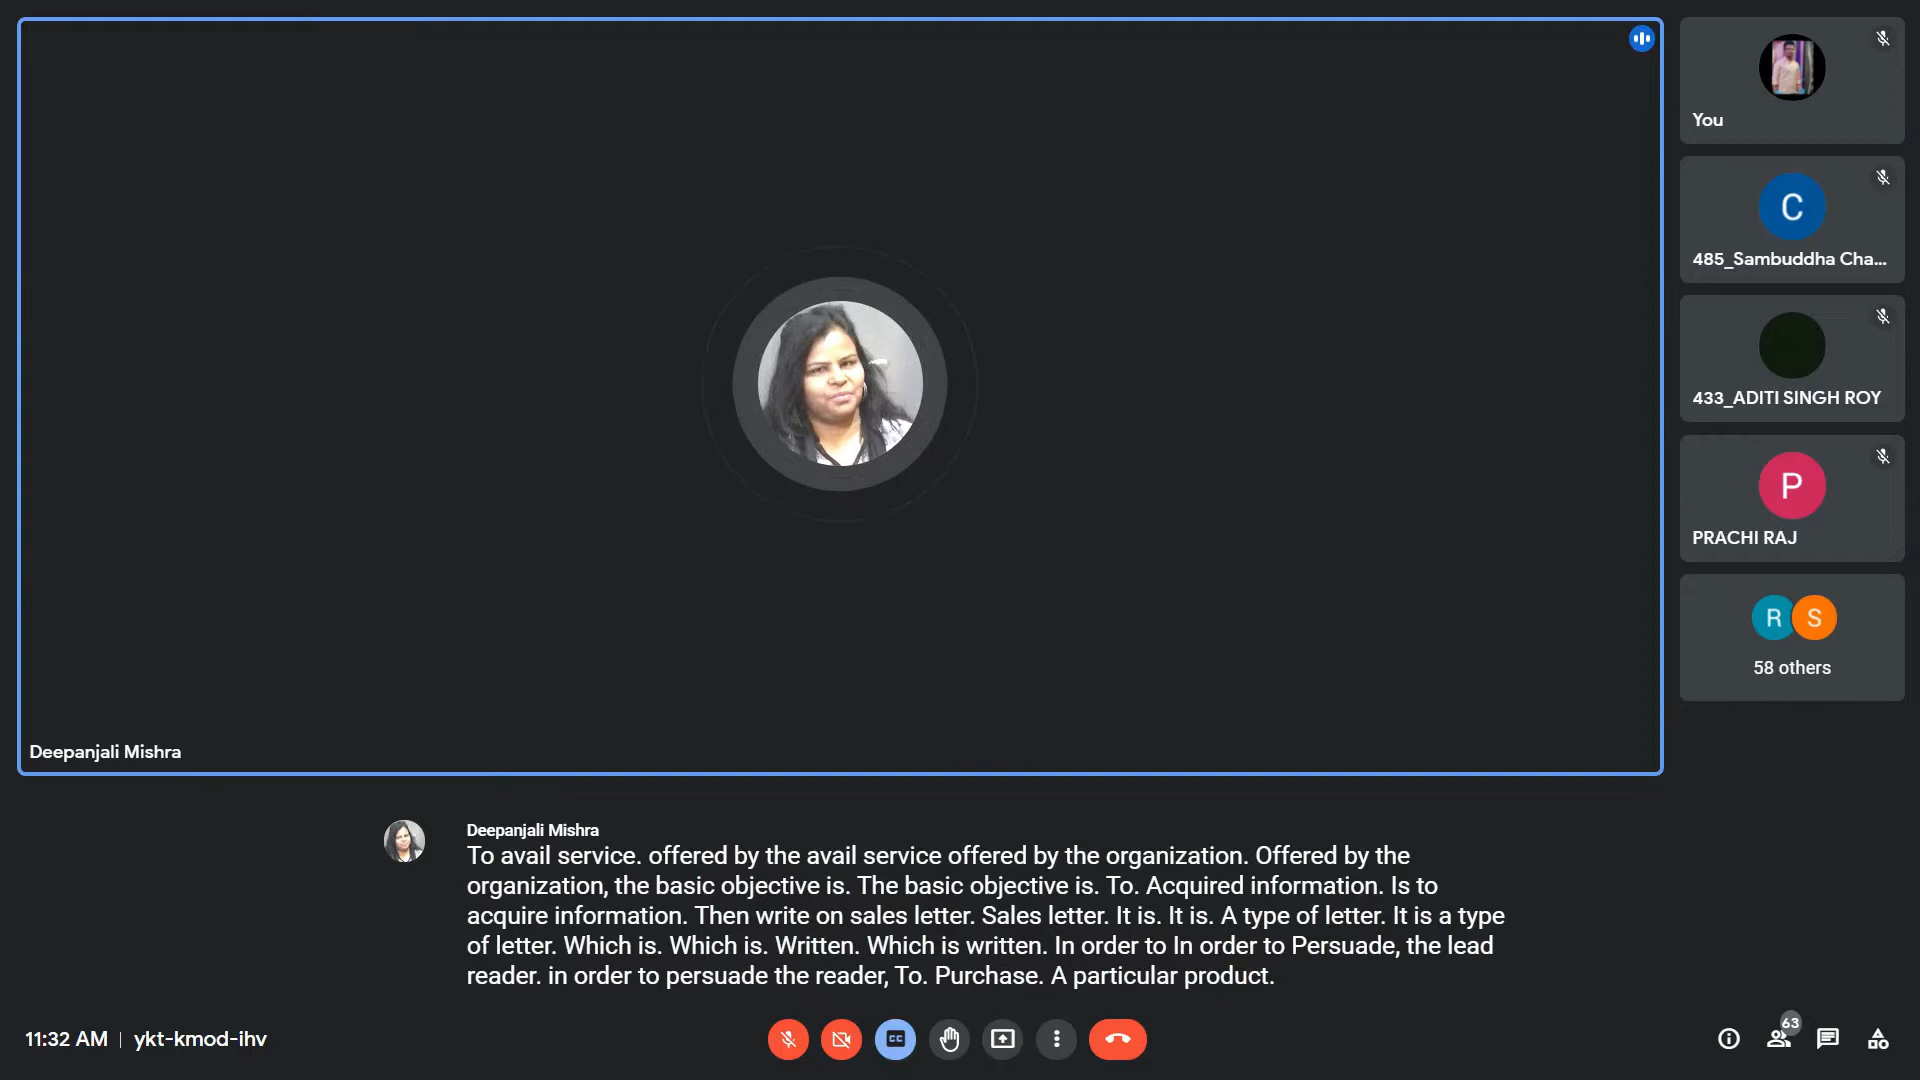 You
C
485_Sambuddha Cha...
433_ADITI SINGH ROY
P
PRACHI RAJ
R S
58 others
Deepanjali Mishra
Deepanjali Mishra
To avail service. offered by the avail service offered by the organization. Offered by the
organization, the basic objective is. The basic objective is. To. Acquired information. Is to
acquire information. Then write on sales letter. Sales letter. It is. It is. A type of letter. It is a type
of letter. Which is. Which is. Written. Which is written. In order to In order to Persuade, the lead
reader. in order to persuade the reader, To. Purchase. A particular product.
11:32 AM | ykt-kmod-ihv
CC
63